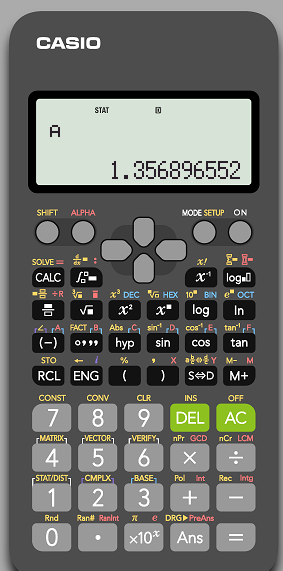 CASIO
STAT D
A
1.356896552
SHIFT ALPHA MODE SETUP ON
SOLVE = d/dx ▪= : x!
CALC ∫▫ x⁻¹ log▪▫
÷R x³ DEC ˣ√▫ HEX 10▪ BIN e▪ OCT
√▪ x² x▪ log ln
∠ A FACT B Abs C sin⁻¹ D cos⁻¹ E tan⁻¹ F
(−) °‚‚‚ hyp sin cos tan
STO ← i % , X a b/c⇔d/c Y M− M
RCL ENG ( ) S⇔D M+
CONST CONV CLR INS OFF
7 8 9 DEL AC
MATRIX VECTOR VERIFY nPr GCD nCr LCM
4 5 6 × ÷
STAT/DIST CMPLX BASE Pol Int Rec Intg
1 2 3 + −
Rnd Ran# RanInt π e DRG▶PreAns
0 • ×10ˣ Ans =